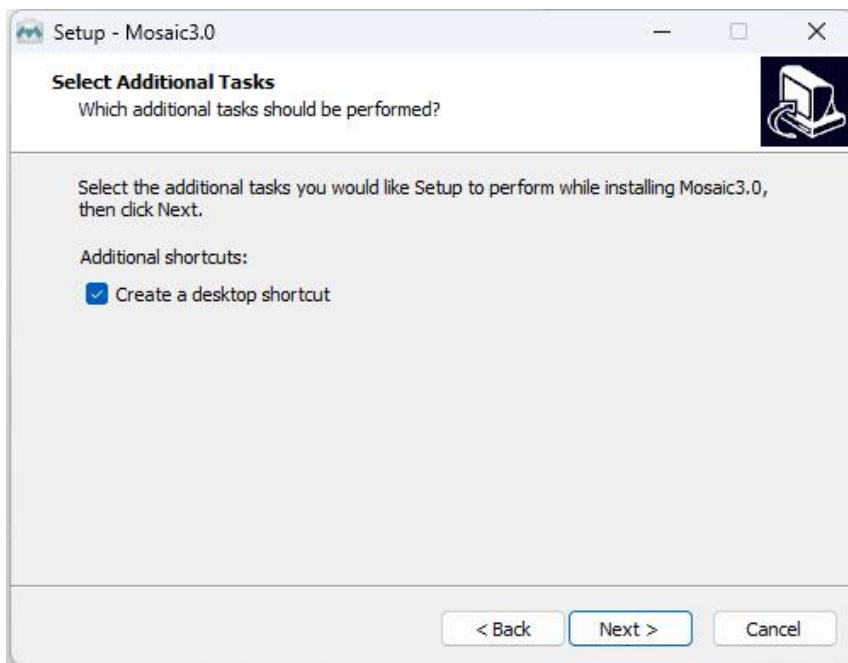 Setup - Mosaic3.0
Select Additional Tasks
Which additional tasks should be performed?
Select the additional tasks you would like Setup to perform while installing Mosaic3.0,
then click Next.
Additional shortcuts:
Create a desktop shortcut
< Back
Next >
Cancel